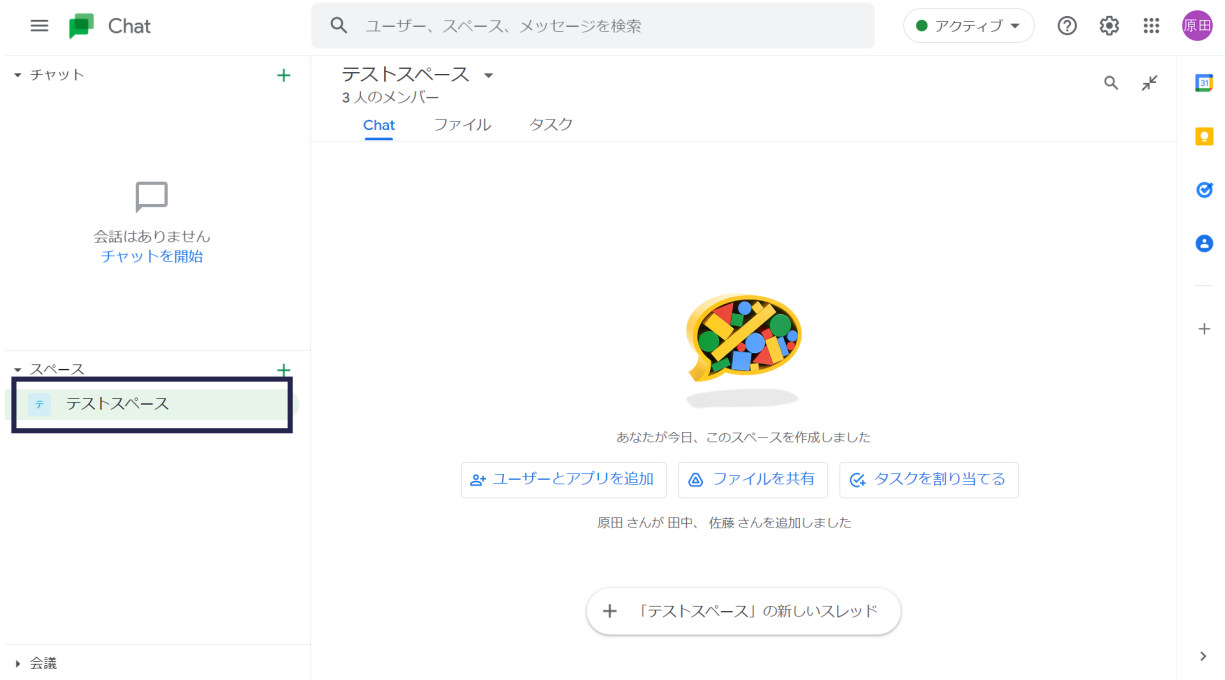 Chat
ユーザー、スペース、メッセージを検索
アクティブ
原田
チャット
会話はありません
チャットを開始
スペース
テ
テストスペース
会議
テストスペース
3 人のメンバー
Chat
ファイル
タスク
あなたが今日、このスペースを作成しました
ユーザーとアプリを追加
ファイルを共有
タスクを割り当てる
原田 さんが 田中、 佐藤 さんを追加しました
「テストスペース」の新しいスレッド
31